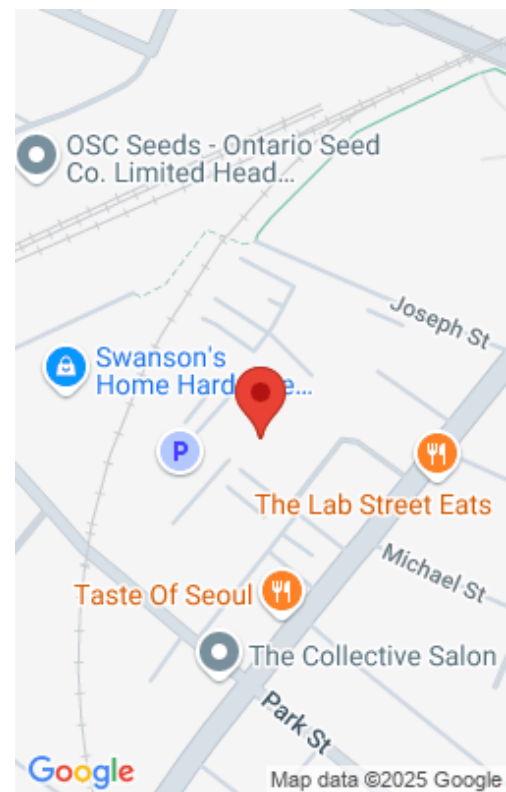 OSC Seeds - Ontario Seed
Co. Limited Head...
Joseph St
Swanson's
Home Hard e...
P
The Lab Street Eats
Michael St
Taste Of Seoul
The Collective Salon
Park St
Google
Map data ©2025 Google